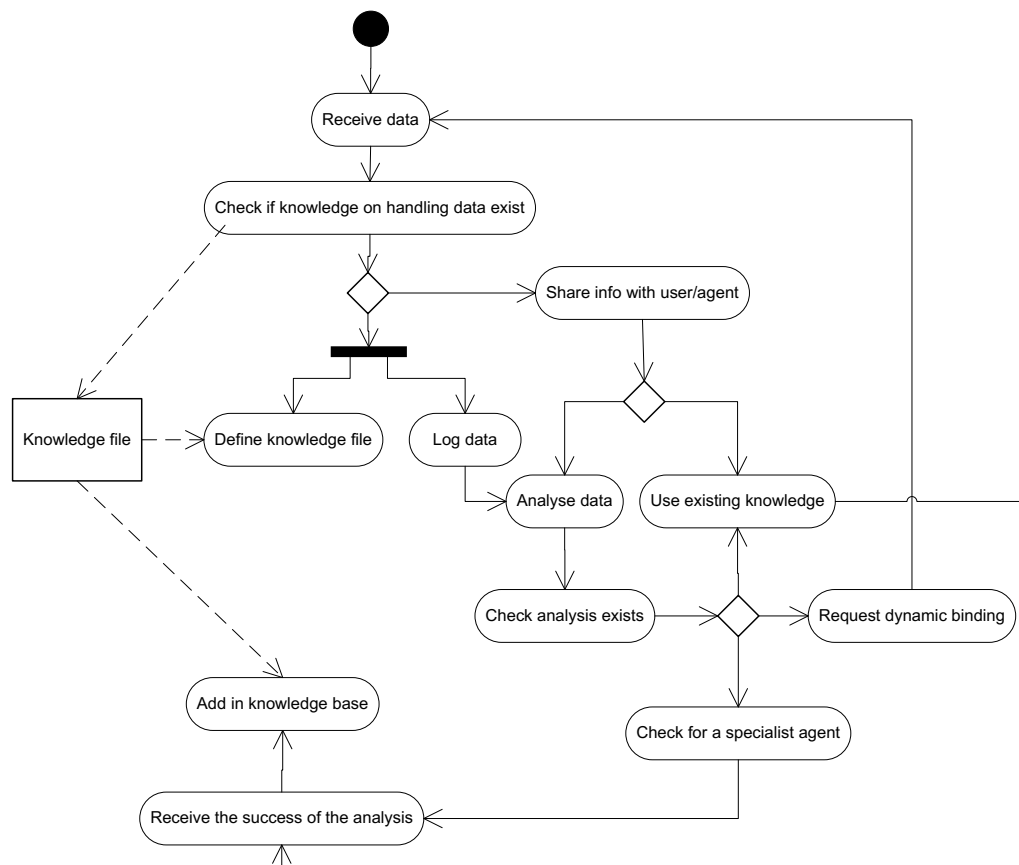 Receive data
Check if knowledge on handling data exist
Share info with user/agent
Knowledge file
Define knowledge file
Log data
Analyse data
Use existing knowledge
Check analysis exists
Request dynamic binding
Add in knowledge base
Check for a specialist agent
Receive the success of the analysis